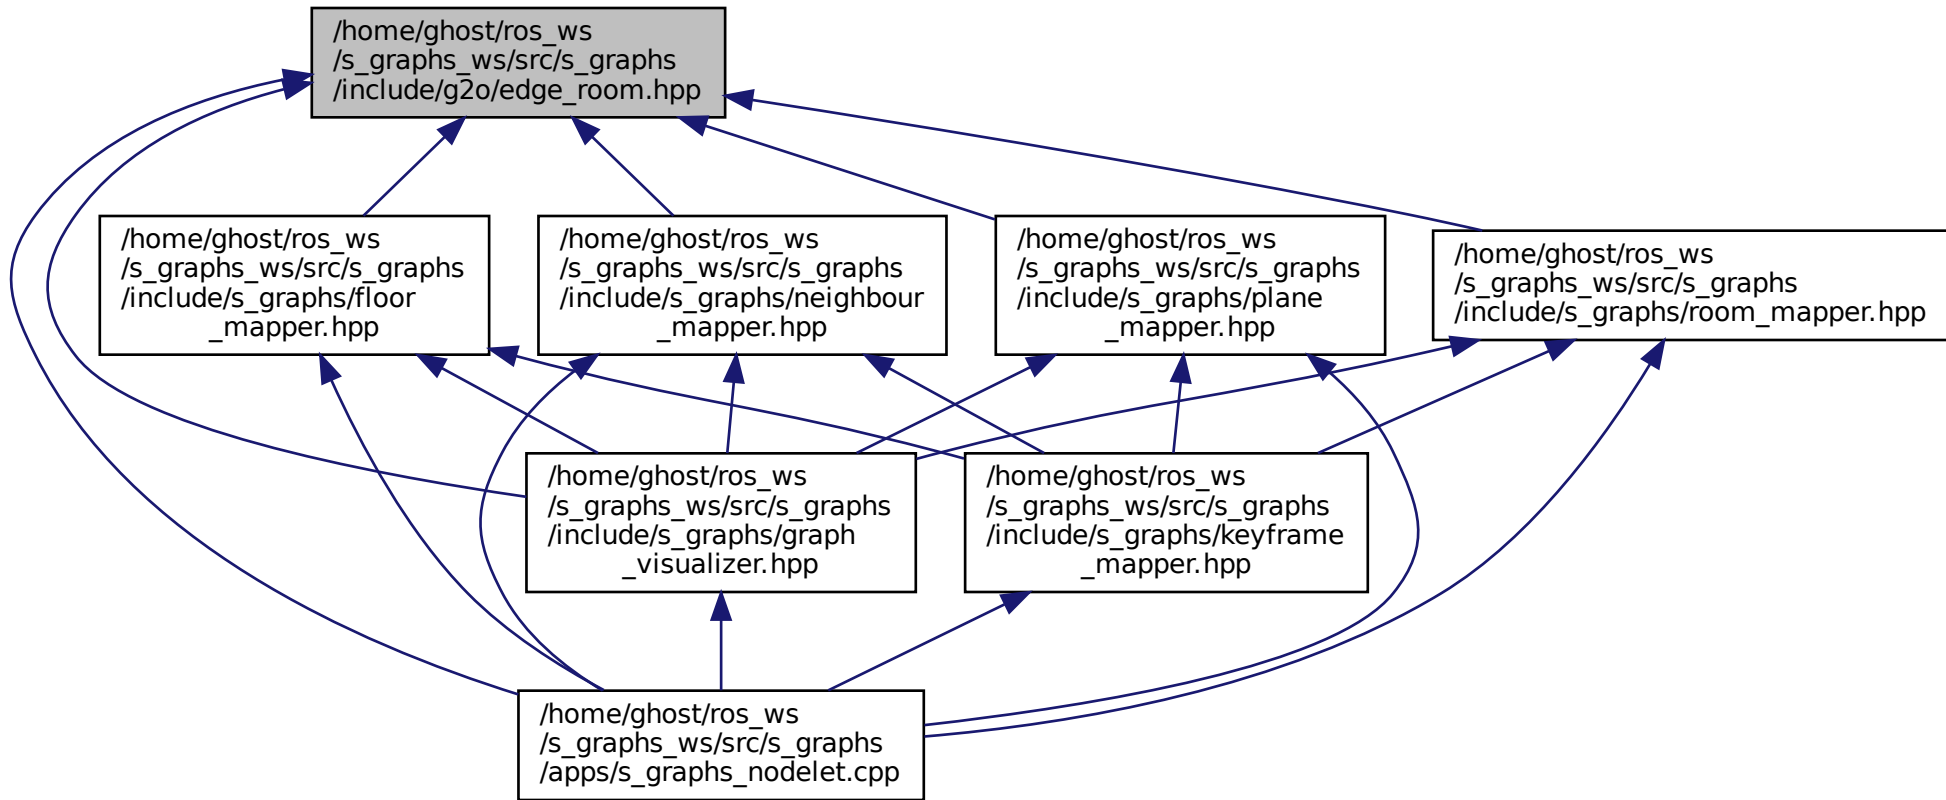 /home/ghost/ros_ws
/s_graphs_ws/src/s_graphs
/include/g2o/edge_room.hpp
/home/ghost/ros_ws
/s_graphs_ws/src/s_graphs
/include/s_graphs/floor
_mapper.hpp
/home/ghost/ros_ws
/s_graphs_ws/src/s_graphs
/include/s_graphs/neighbour
_mapper.hpp
/home/ghost/ros_ws
/s_graphs_ws/src/s_graphs
/include/s_graphs/plane
_mapper.hpp
/home/ghost/ros_ws
/s_graphs_ws/src/s_graphs
/include/s_graphs/room_mapper.hpp
/home/ghost/ros_ws
/s_graphs_ws/src/s_graphs
/include/s_graphs/graph
_visualizer.hpp
/home/ghost/ros_ws
/s_graphs_ws/src/s_graphs
/include/s_graphs/keyframe
_mapper.hpp
/home/ghost/ros_ws
/s_graphs_ws/src/s_graphs
/apps/s_graphs_nodelet.cpp